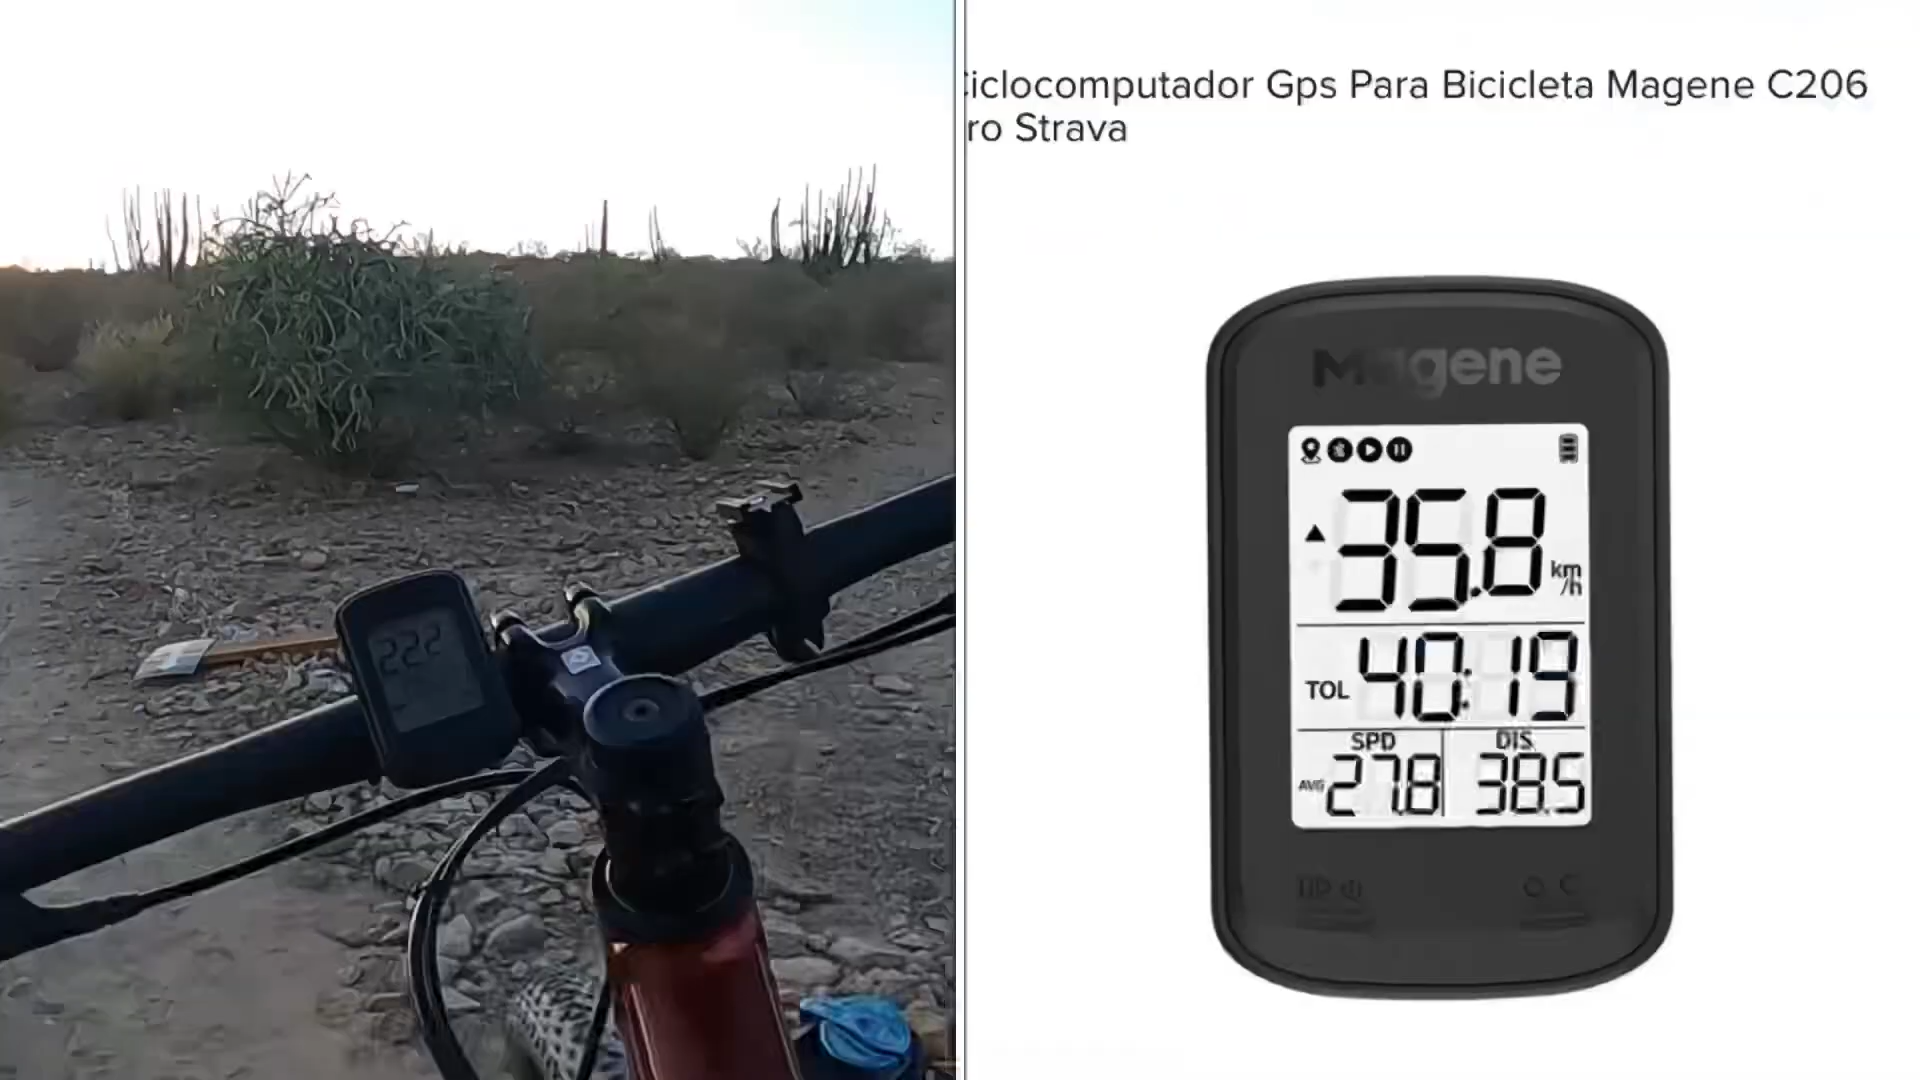 iclocomputador Gps Para Bicicleta Magene C206
ro Strava
Magene
35.8 km/h
TOL 40:19
SPD DIS
AVG 27.8 38.5
222